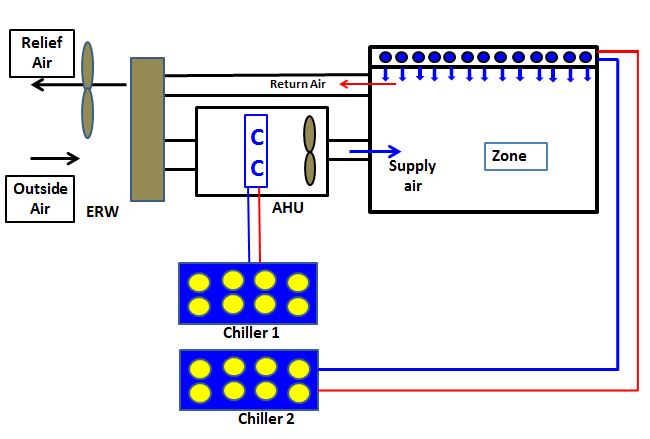 Relief
Air
Return Air
Outside
Air
ERW
C
C
AHU
Supply
air
Zone
Chiller 1
Chiller 2